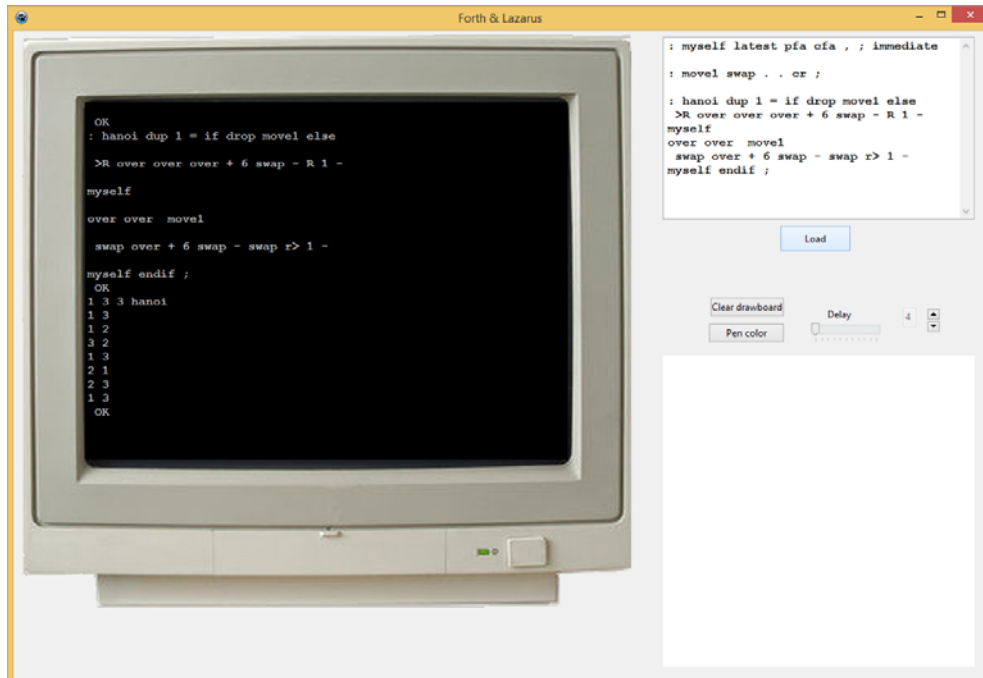 Forth & Lazarus
OK
: hanoi dup 1 = if drop move1 else
>R over over over + 6 swap - R 1 -
myself
over over move1
swap over + 6 swap - swap r> 1 -
myself endif ;
OK
1 3 3 hanoi
1 3
1 2
3 2
1 3
2 1
2 3
1 3
OK
: myself latest pfa cfa , ; immediate
: move1 swap . . cr ;
: hanoi dup 1 = if drop move1 else
>R over over over + 6 swap - R 1 -
myself
over over move1
swap over + 6 swap - swap r> 1 -
myself endif ;
Load
Clear drawboard
Delay
4
Pen color